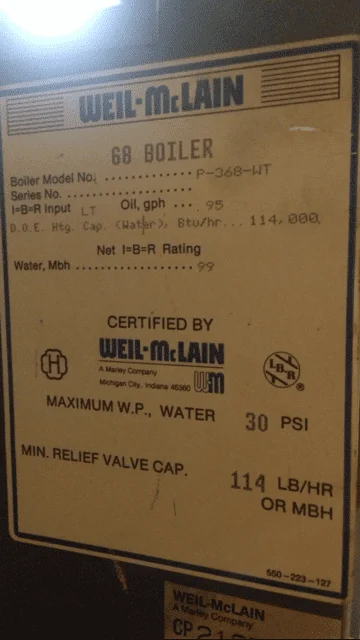 WEIL-McLAIN
68 BOILER
Boiler Model No. .............. P-368-WT
Series No. ....................
I=B=R Input LT Oil, gph .... 95
D.O.E. Htg. Cap. (Water), Btu/hr... 114,000,
Net I=B=R Rating
Water, Mbh ................... 99
CERTIFIED BY
H
WEIL-McLAIN
A Marley Company
Michigan City, Indiana 46360 WM
I.B.R ®
MAXIMUM W.P., WATER 30 PSI
MIN. RELIEF VALVE CAP. 114 LB/HR
OR MBH
550-223-127
WEIL-McLAIN
A Marley Company